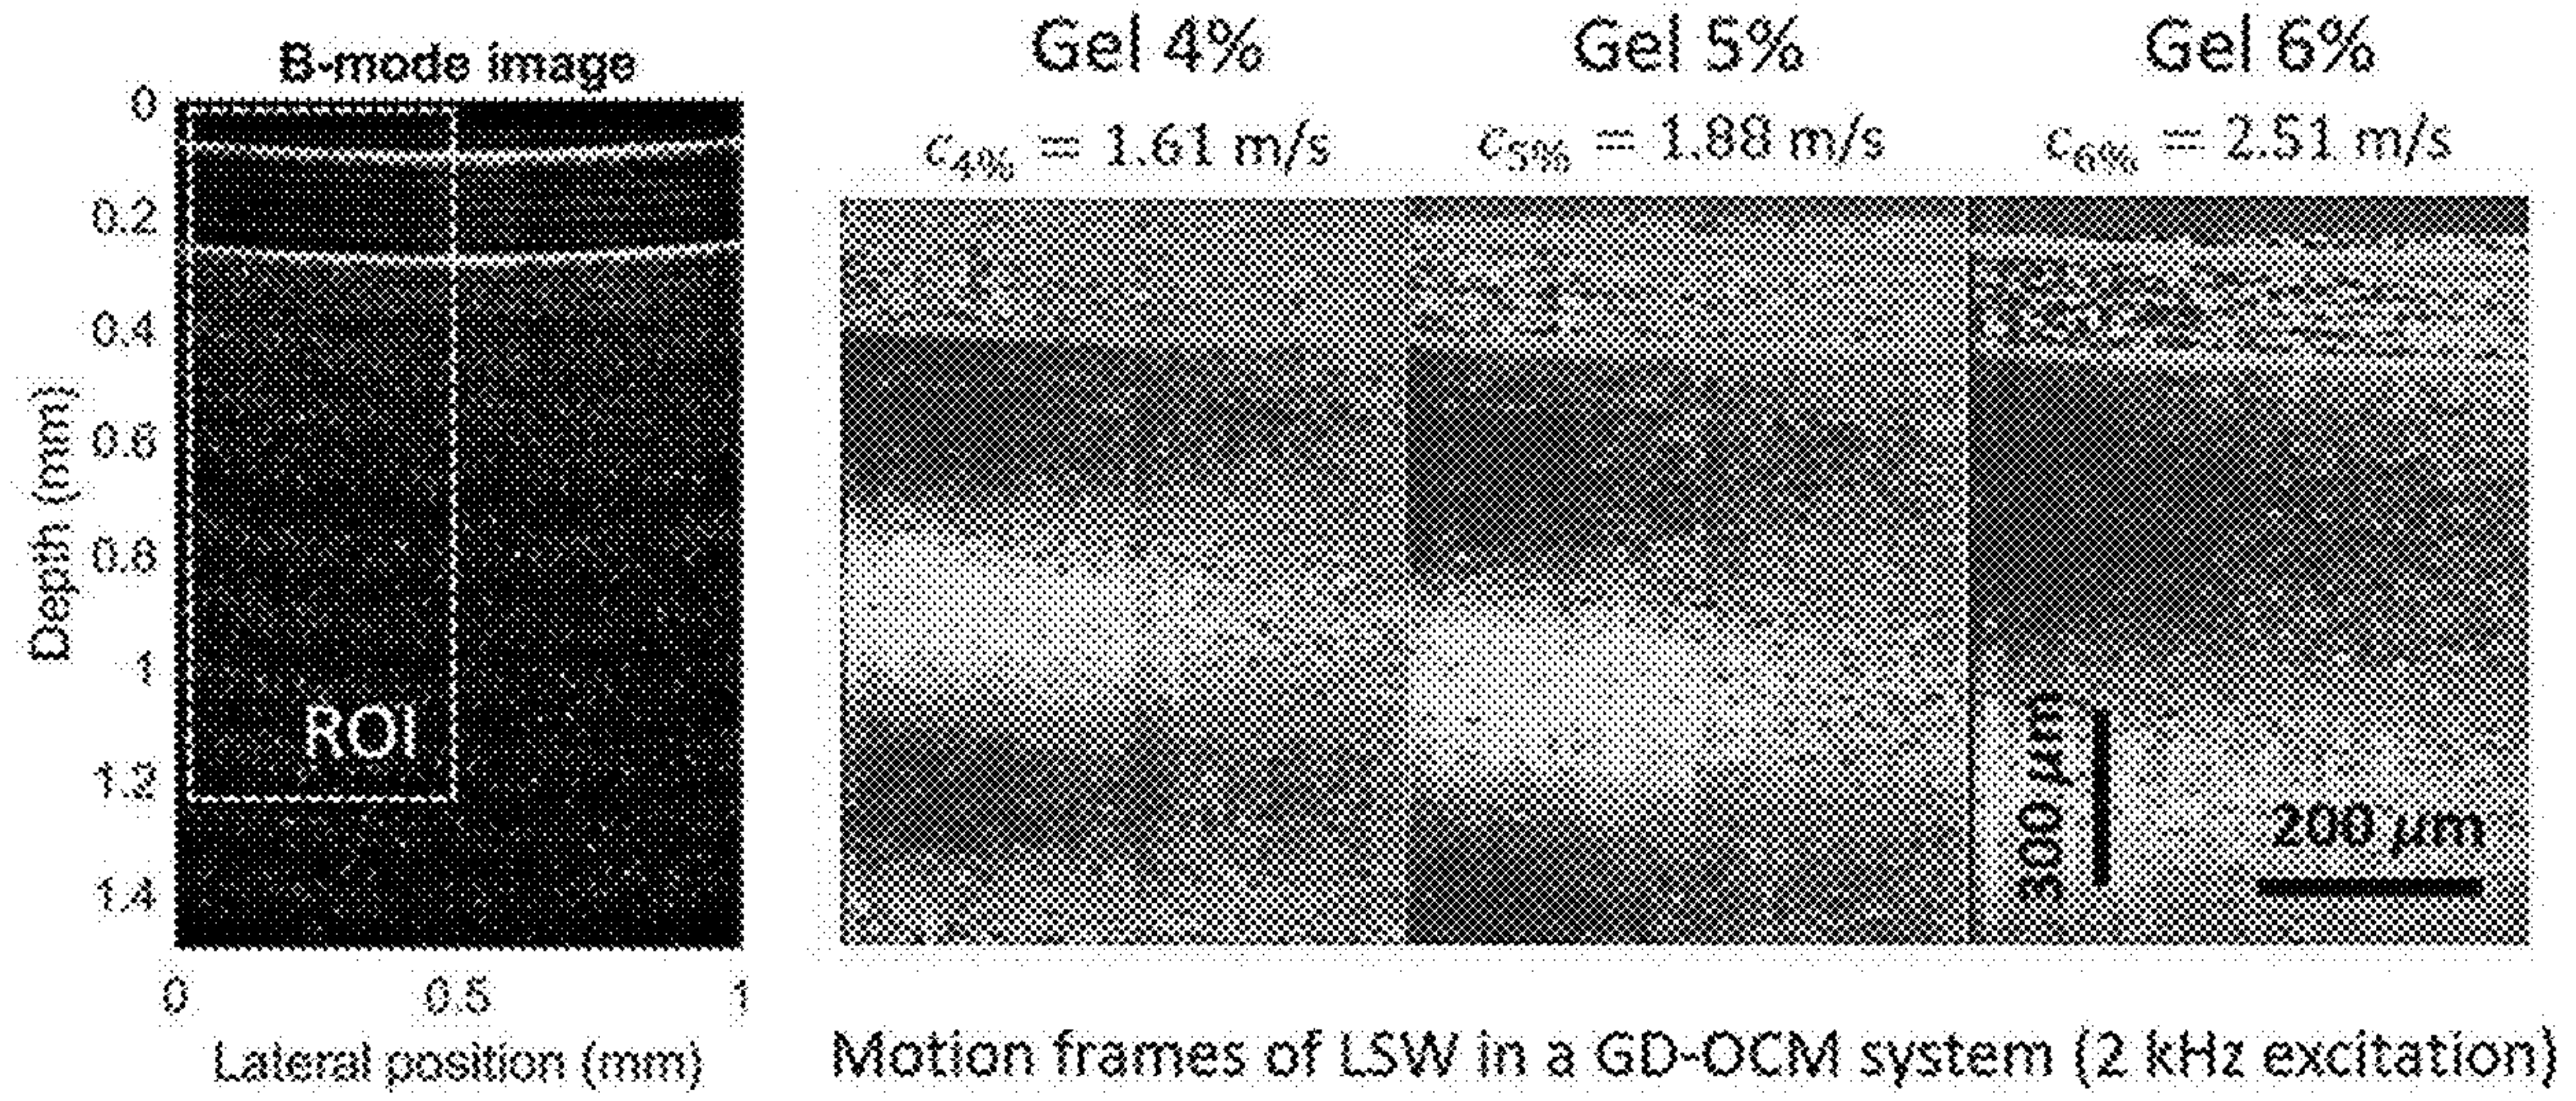 B-mode image
0
0.2
0.4
0.6
0.8
1
1.2
1.4
Depth (mm)
ROI
0 0.5 1
Lateral position (mm)
Gel 4% Gel 5% Gel 6%
c4% = 1.61 m/s c5% = 1.88 m/s c6% = 2.51 m/s
300 μm
200 μm
Motion frames of LSW in a GD-OCM system (2 kHz excitation)